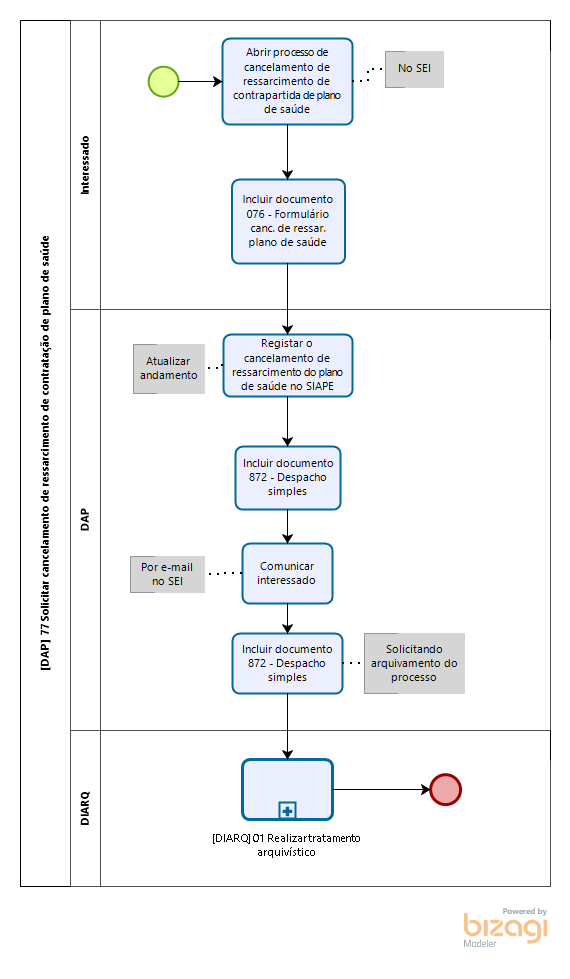 [DAP] 77 Solicitar cancelamento de ressarcimento de contratação de plano de saúde
Interessado
Abrir processo de
cancelamento de
ressarcimento de
contrapartida de plano
de saúde
No SEI
Incluir documento
076 - Formulário
canc. de ressar.
plano de saúde
DAP
Registar o
cancelamento de
ressarcimento do plano
de saúde no SIAPE
Atualizar
andamento
Incluir documento
872 - Despacho
simples
Comunicar
interessado
Por e-mail
no SEI
Incluir documento
872 - Despacho
simples
Solicitando
arquivamento do
processo
DIARQ
[DIARQ] 01 Realizar tratamento
arquivístico
Powered by
bizagi
Modeler